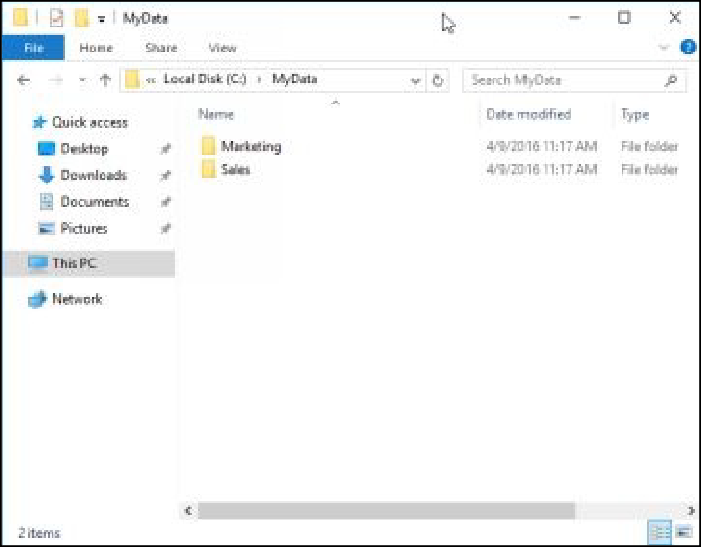 MyData
File Home Share View
« Local Disk (C:) › MyData Search MyData
Name Date modified Type
Quick access
Desktop
Downloads
Documents
Pictures
This PC
Network
Marketing 4/9/2016 11:17 AM File folder
Sales 4/9/2016 11:17 AM File folder
2 items